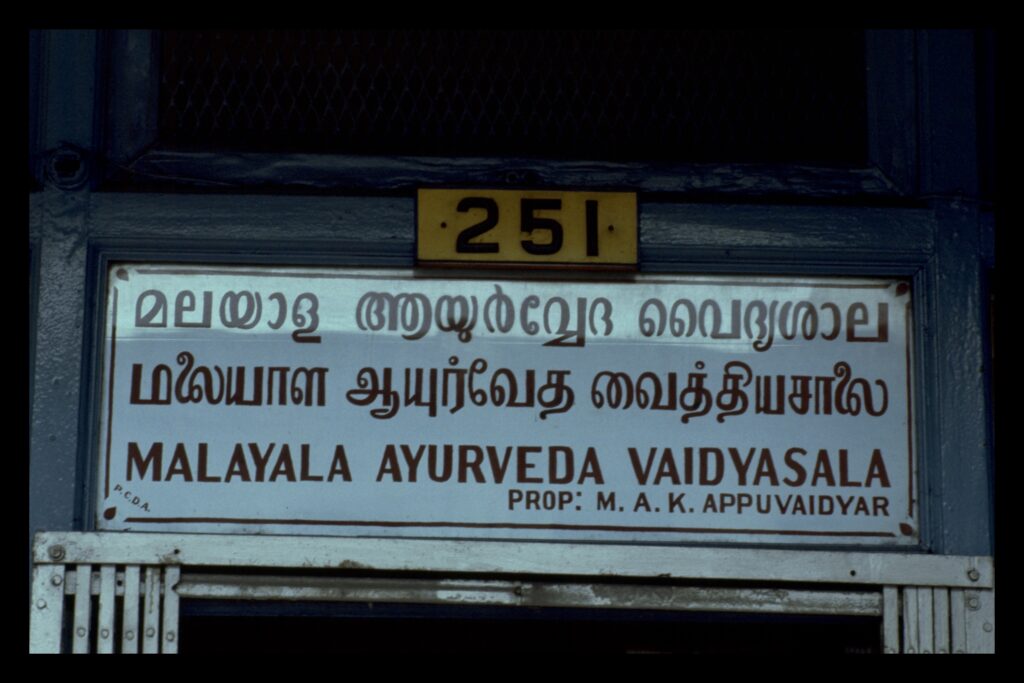 · 251 ·
മലയാള ആയുർവ്വേദ വൈദ്യശാല
மலையாள ஆயுர்வேத வைத்தியசாலை
MALAYALA AYURVEDA VAIDYASALA
PROP: M. A. K. APPUVAIDYAR
P.C.D.A.